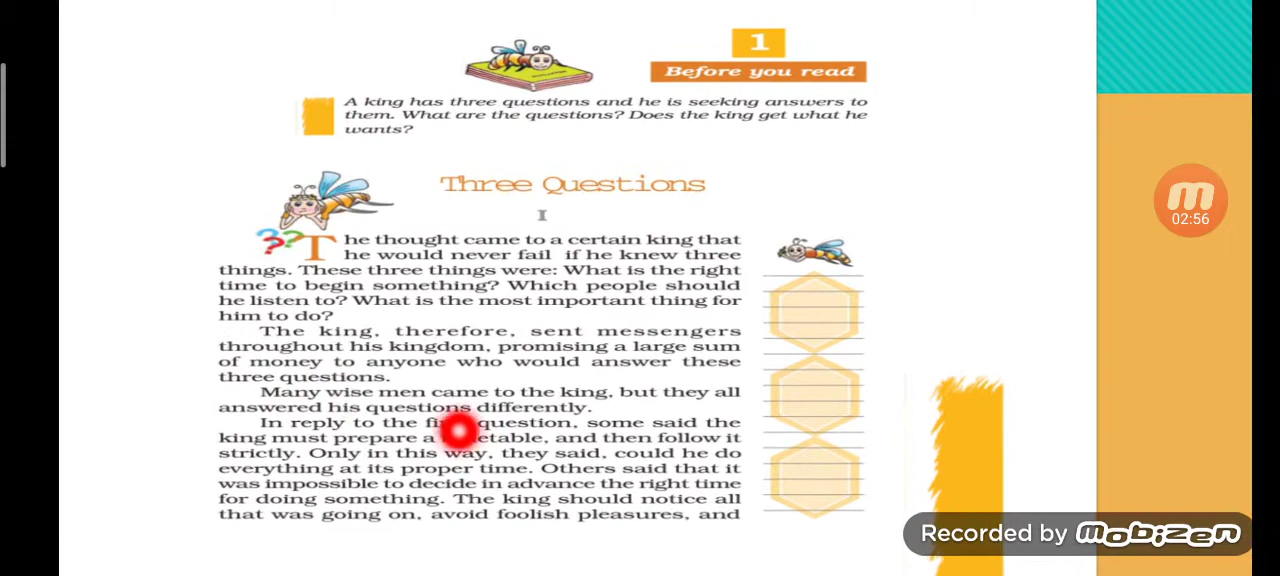 1
Before you read
A king has three questions and he is seeking answers to
them. What are the questions? Does the king get what he
wants?
Three Questions
I
The thought came to a certain king that
he would never fail if he knew three
things. These three things were: What is the right
time to begin something? Which people should
he listen to? What is the most important thing for
him to do?
The king, therefore, sent messengers
throughout his kingdom, promising a large sum
of money to anyone who would answer these
three questions.
Many wise men came to the king, but they all
answered his questions differently.
In reply to the question, some said the
king must prepare a and then follow it
strictly. Only in this way, they said, could he do
everything at its proper time. Others said that it
was impossible to decide in advance the right time
for doing something. The king should notice all
that was going on, avoid foolish pleasures, and
02:56
Recorded by mobizen